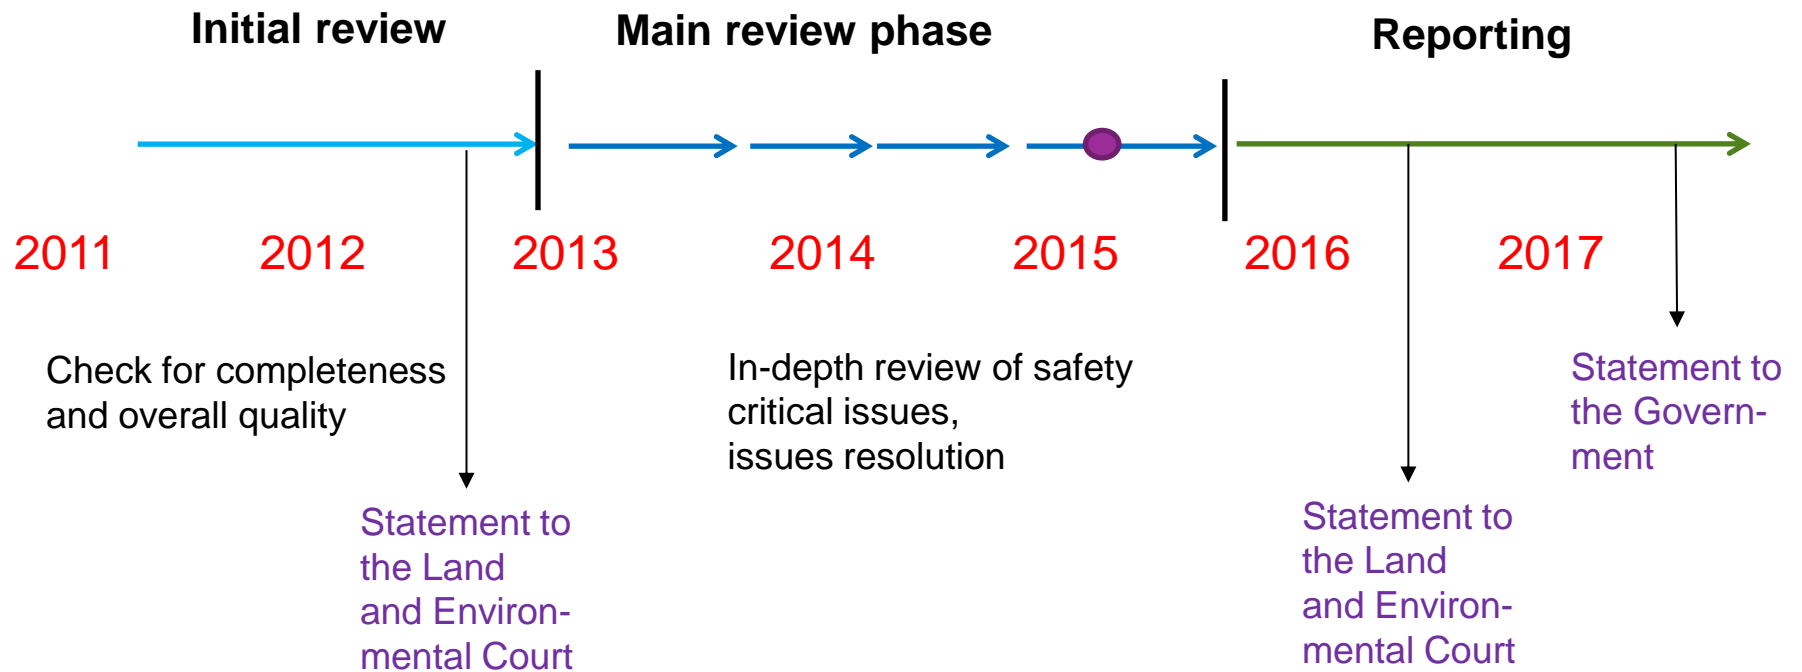 Initial review
Main review phase
Reporting
2011
2012
2013
2014
2015
2016
2017
Check for completeness
and overall quality
In-depth review of safety
critical issues,
issues resolution
Statement to
the Govern-
ment
Statement to
the Land
and Environ-
mental Court
Statement to
the Land
and Environ-
mental Court